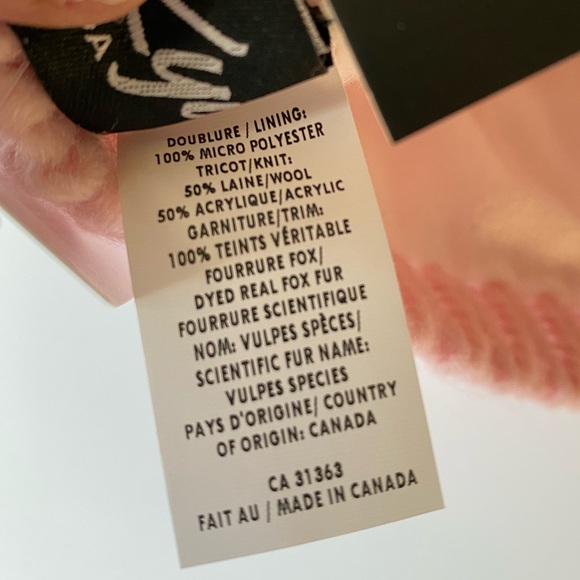 DOUBLURE / LINING:
100% MICRO POLYESTER
TRICOT/KNIT:
50% LAINE/WOOL
50% ACRYLIQUE/ACRYLIC
GARNITURE/TRIM:
100% TEINTS VÉRITABLE
FOURRURE FOX/
DYED REAL FOX FUR
FOURRURE SCIENTIFIQUE
NOM: VULPES SPÈCES/
SCIENTIFIC FUR NAME:
VULPES SPECIES
PAYS D'ORIGINE/ COUNTRY
OF ORIGIN: CANADA
CA 31363
FAIT AU / MADE IN CANADA